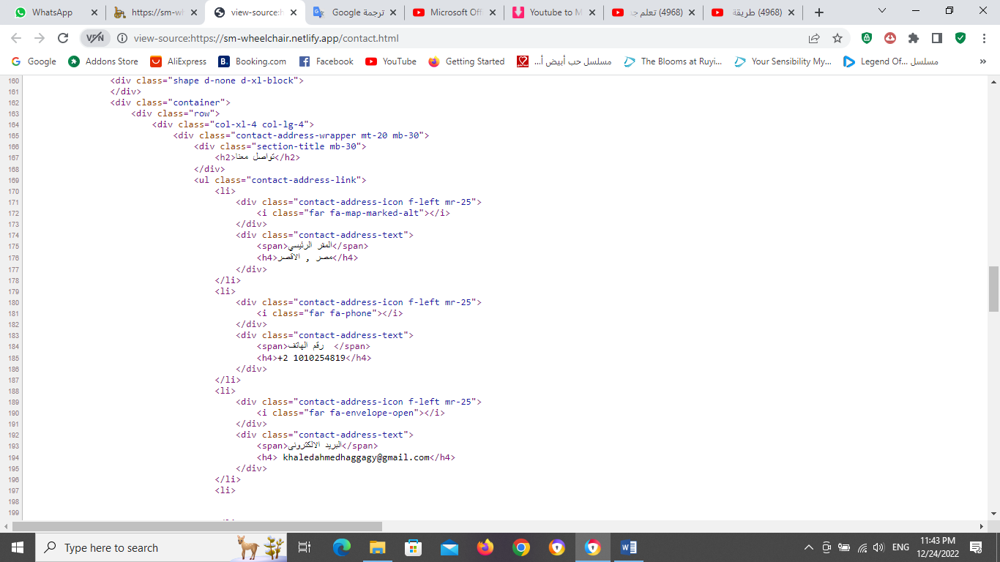 WhatsApp
https://sm-wh
view-source:h
Google ترجمة
Microsoft Off
Youtube to M
(4968) تعلم جد
(4968) طريقة
VPN
view-source:https://sm-wheelchair.netlify.app/contact.html
Google
Addons Store
AliExpress
Booking.com
Facebook
YouTube
Getting Started
مسلسل حب أبيض أ...
The Blooms at Ruyi...
Your Sensibility My...
مسلسل Legend Of...
»
160 <div class="shape d-none d-xl-block">
161 </div>
162 <div class="container">
163 <div class="row">
164 <div class="col-xl-4 col-lg-4">
165 <div class="contact-address-wrapper mt-20 mb-30">
166 <div class="section-title mb-30">
167 <h2>تواصل معنا</h2>
168 </div>
169 <ul class="contact-address-link">
170 <li>
171 <div class="contact-address-icon f-left mr-25">
172 <i class="far fa-map-marked-alt"></i>
173 </div>
174 <div class="contact-address-text">
175 <span>المقر الرئيسي</span>
176 <h4>مصر , الاقصر</h4>
177 </div>
178 </li>
179 <li>
180 <div class="contact-address-icon f-left mr-25">
181 <i class="far fa-phone"></i>
182 </div>
183 <div class="contact-address-text">
184 <span>رقم الهاتف </span>
185 <h4>+2 1010254819</h4>
186 </div>
187 </li>
188 <li>
189 <div class="contact-address-icon f-left mr-25">
190 <i class="far fa-envelope-open"></i>
191 </div>
192 <div class="contact-address-text">
193 <span>البريد الالكترونى</span>
194 <h4> khaledahmedhaggagy@gmail.com</h4>
195 </div>
196 </li>
197 <li>
198
199
Type here to search
ENG
11:43 PM
12/24/2022